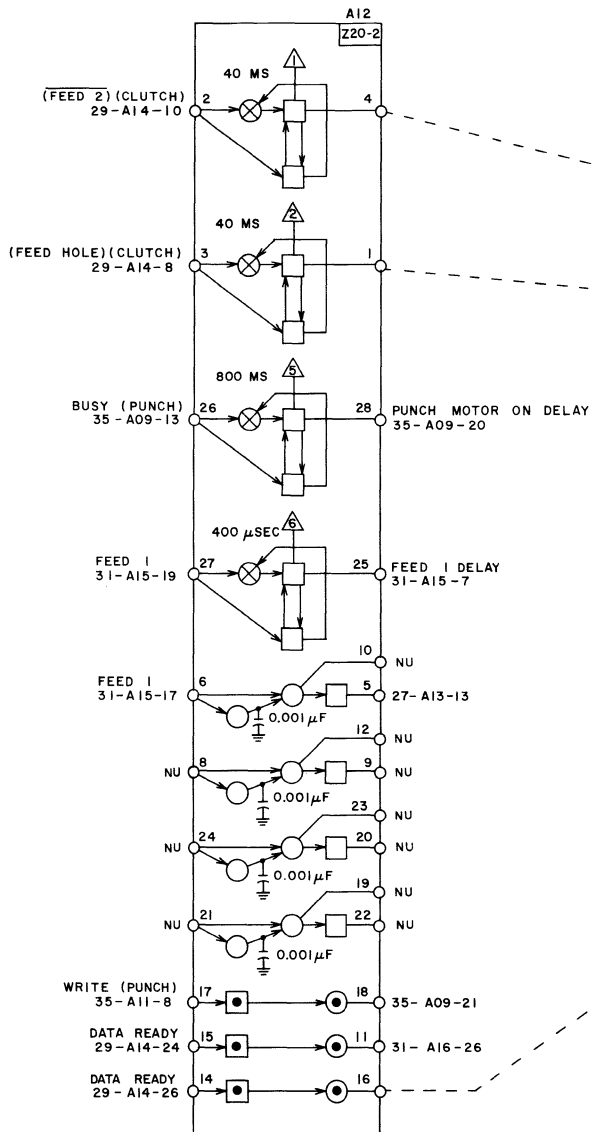 A12
Z20-2
1
40 MS
(FEED 2)(CLUTCH)
29-A14-10
2
4
2
40 MS
(FEED HOLE)(CLUTCH)
29-A14-8
3
1
5
800 MS
BUSY (PUNCH)
35-A09-13
26
28
PUNCH MOTOR ON DELAY
35-A09-20
6
400 μSEC
FEED 1
31-A15-19
27
25
FEED 1 DELAY
31-A15-7
10
NU
FEED 1
31-A15-17
6
5
27-A13-13
0.001μF
12
NU
NU
8
9
NU
0.001μF
23
NU
NU
24
20
NU
0.001μF
19
NU
NU
21
22
NU
0.001μF
WRITE (PUNCH)
35-A11-8
17
18
35-A09-21
DATA READY
29-A14-24
15
11
31-A16-26
DATA READY
29-A14-26
14
16